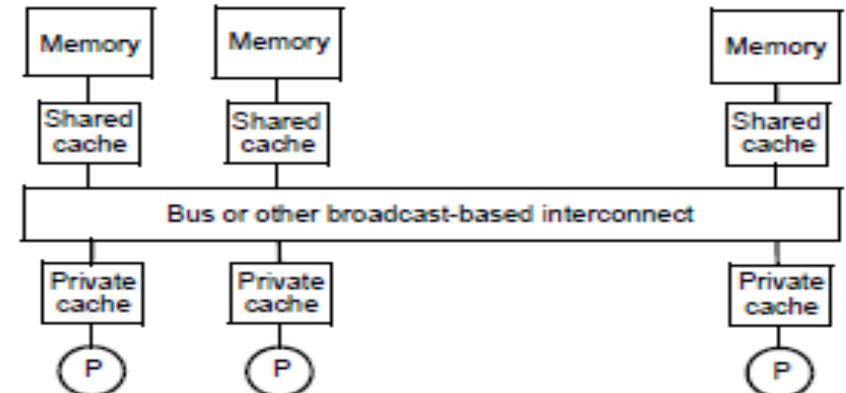 Memory
Memory
Memory
Shared
cache
Shared
cache
Shared
cache
Bus or other broadcast-based interconnect
Private
cache
Private
cache
Private
cache
P
P
P